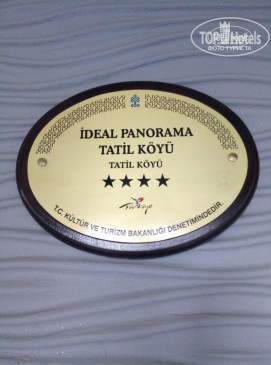 TOP Hotels
ФОТО ТУРИСТА
İDEAL PANORAMA
TATİL KÖYÜ
TATİL KÖYÜ
★★★★
Türkiye
T.C. KÜLTÜR VE TURİZM BAKANLIĞI DENETİMİNDEDİR.